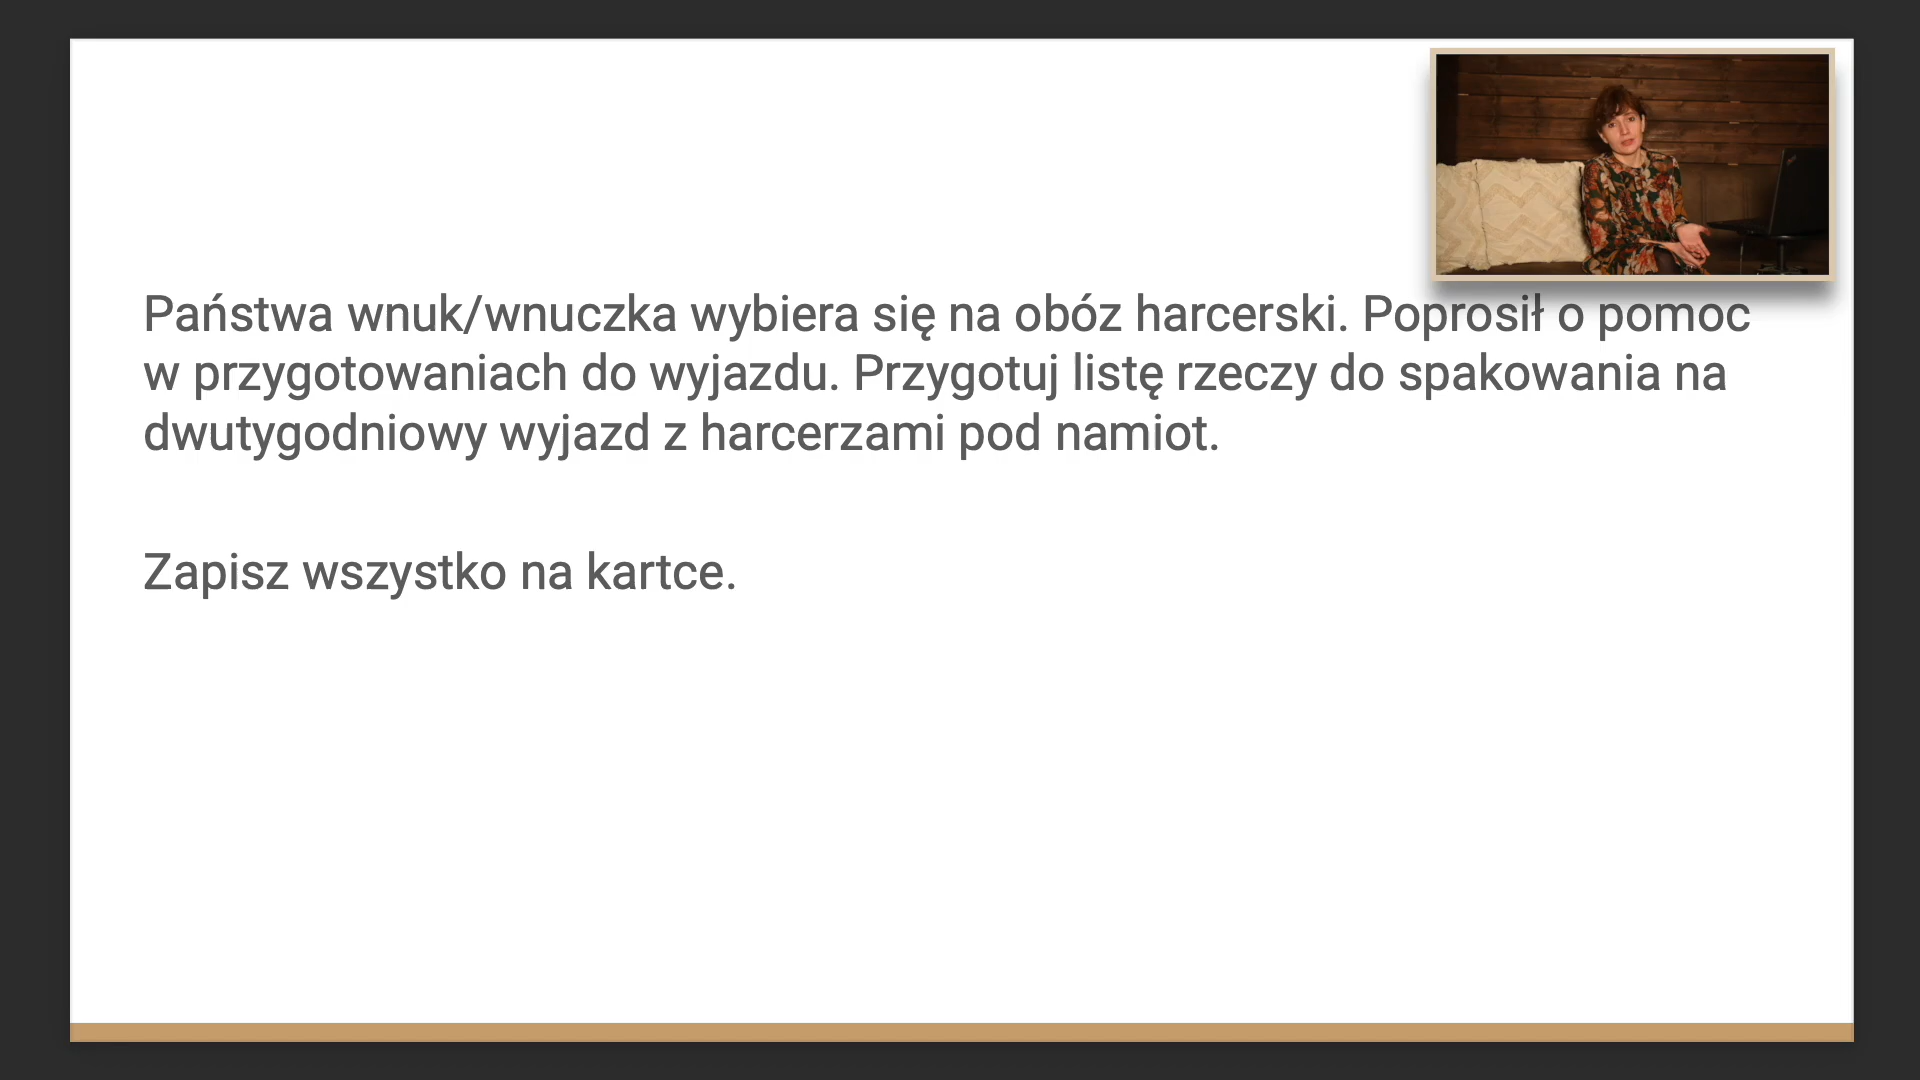 Państwa wnuk/wnuczka wybiera się na obóz harcerski. Poprosił o pomoc
w przygotowaniach do wyjazdu. Przygotuj listę rzeczy do spakowania na
dwutygodniowy wyjazd z harcerzami pod namiot.
Zapisz wszystko na kartce.